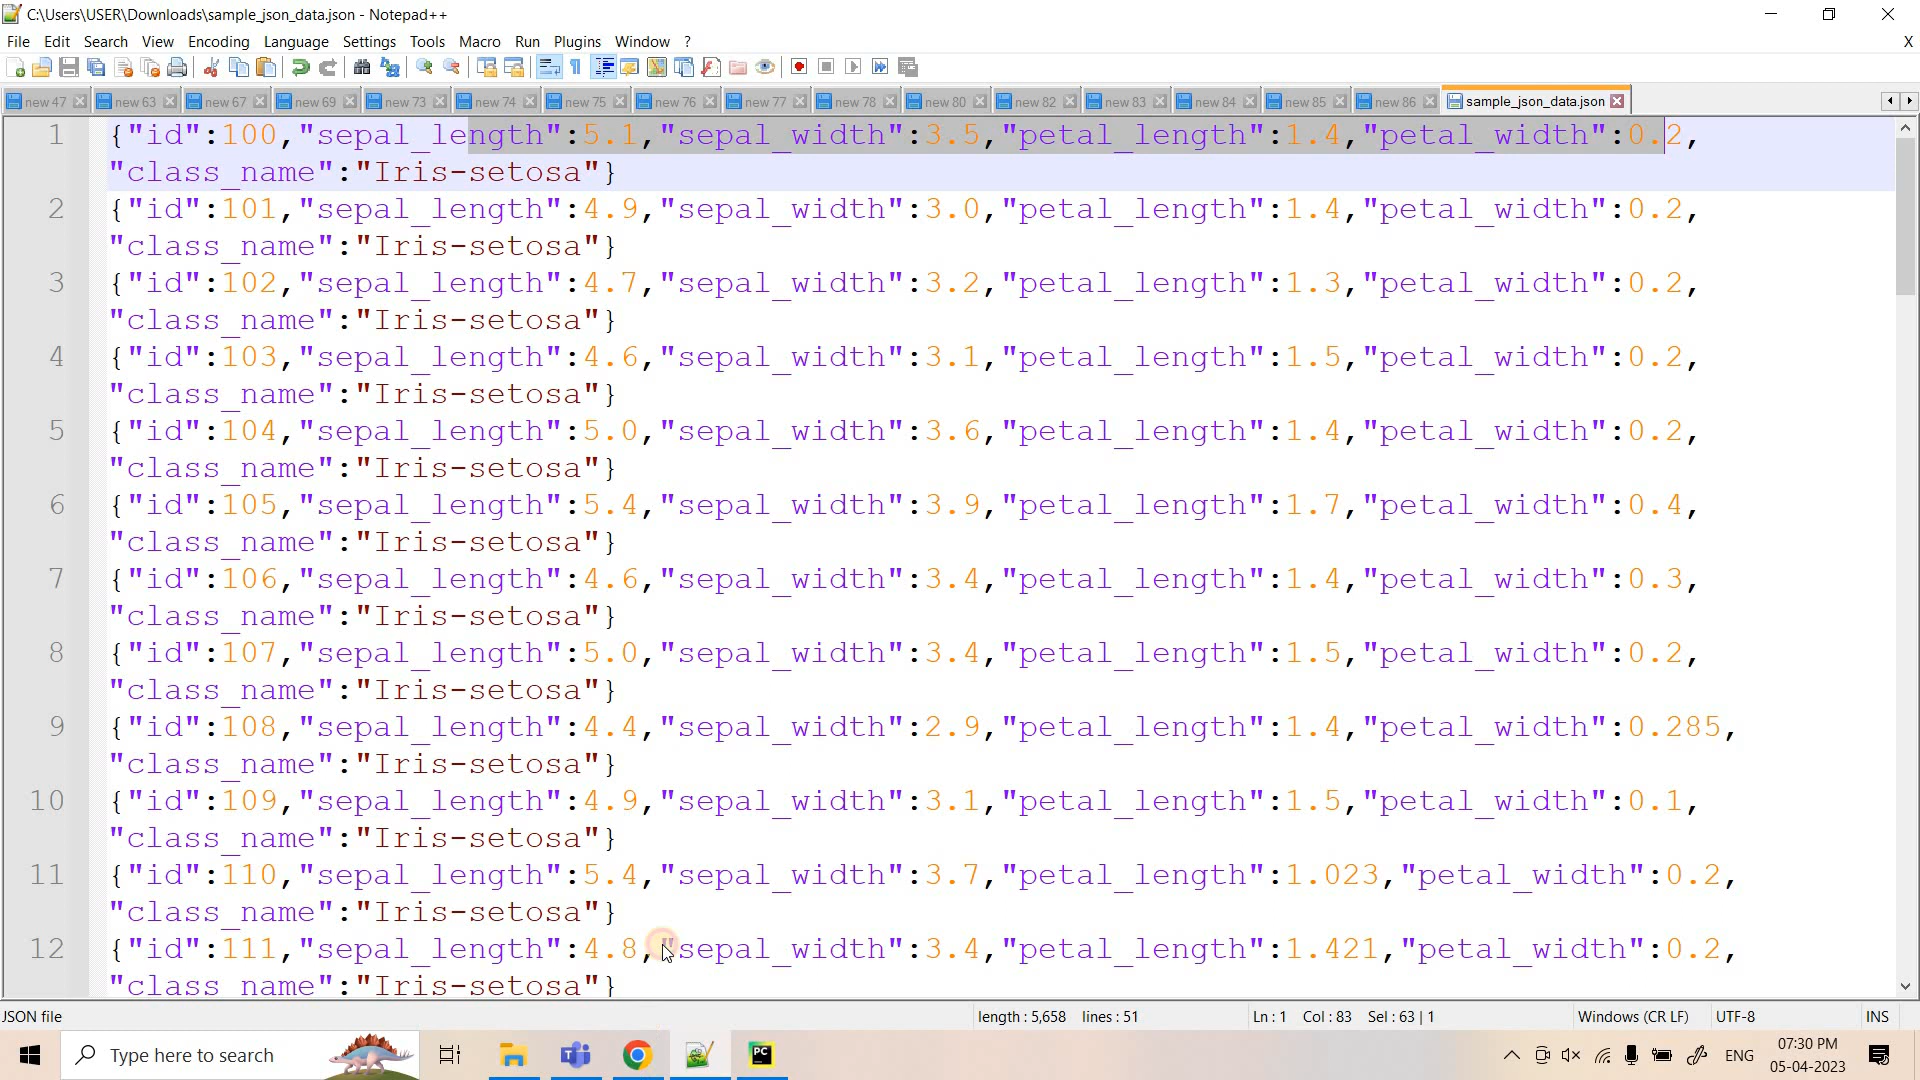 C:\Users\USER\Downloads\sample_json_data.json - Notepad++
File Edit Search View Encoding Language Settings Tools Macro Run Plugins Window ? X
new 47 new 63 new 67 new 69 new 73 new 74 new 75 new 76 new 77 new 78 new 80 new 82 new 83 new 84 new 85 new 86 sample_json_data.json
1 {"id":100,"sepal_length":5.1,"sepal_width":3.5,"petal_length":1.4,"petal_width":0.2,
"class_name":"Iris-setosa"}
2 {"id":101,"sepal_length":4.9,"sepal_width":3.0,"petal_length":1.4,"petal_width":0.2,
"class_name":"Iris-setosa"}
3 {"id":102,"sepal_length":4.7,"sepal_width":3.2,"petal_length":1.3,"petal_width":0.2,
"class_name":"Iris-setosa"}
4 {"id":103,"sepal_length":4.6,"sepal_width":3.1,"petal_length":1.5,"petal_width":0.2,
"class_name":"Iris-setosa"}
5 {"id":104,"sepal_length":5.0,"sepal_width":3.6,"petal_length":1.4,"petal_width":0.2,
"class_name":"Iris-setosa"}
6 {"id":105,"sepal_length":5.4,"sepal_width":3.9,"petal_length":1.7,"petal_width":0.4,
"class_name":"Iris-setosa"}
7 {"id":106,"sepal_length":4.6,"sepal_width":3.4,"petal_length":1.4,"petal_width":0.3,
"class_name":"Iris-setosa"}
8 {"id":107,"sepal_length":5.0,"sepal_width":3.4,"petal_length":1.5,"petal_width":0.2,
"class_name":"Iris-setosa"}
9 {"id":108,"sepal_length":4.4,"sepal_width":2.9,"petal_length":1.4,"petal_width":0.285,
"class_name":"Iris-setosa"}
10 {"id":109,"sepal_length":4.9,"sepal_width":3.1,"petal_length":1.5,"petal_width":0.1,
"class_name":"Iris-setosa"}
11 {"id":110,"sepal_length":5.4,"sepal_width":3.7,"petal_length":1.023,"petal_width":0.2,
"class_name":"Iris-setosa"}
12 {"id":111,"sepal_length":4.8,"sepal_width":3.4,"petal_length":1.421,"petal_width":0.2,
"class_name":"Iris-setosa"}
JSON file length : 5,658 lines : 51 Ln : 1 Col : 83 Sel : 63 | 1 Windows (CR LF) UTF-8 INS
Type here to search PC ENG 07:30 PM
05-04-2023